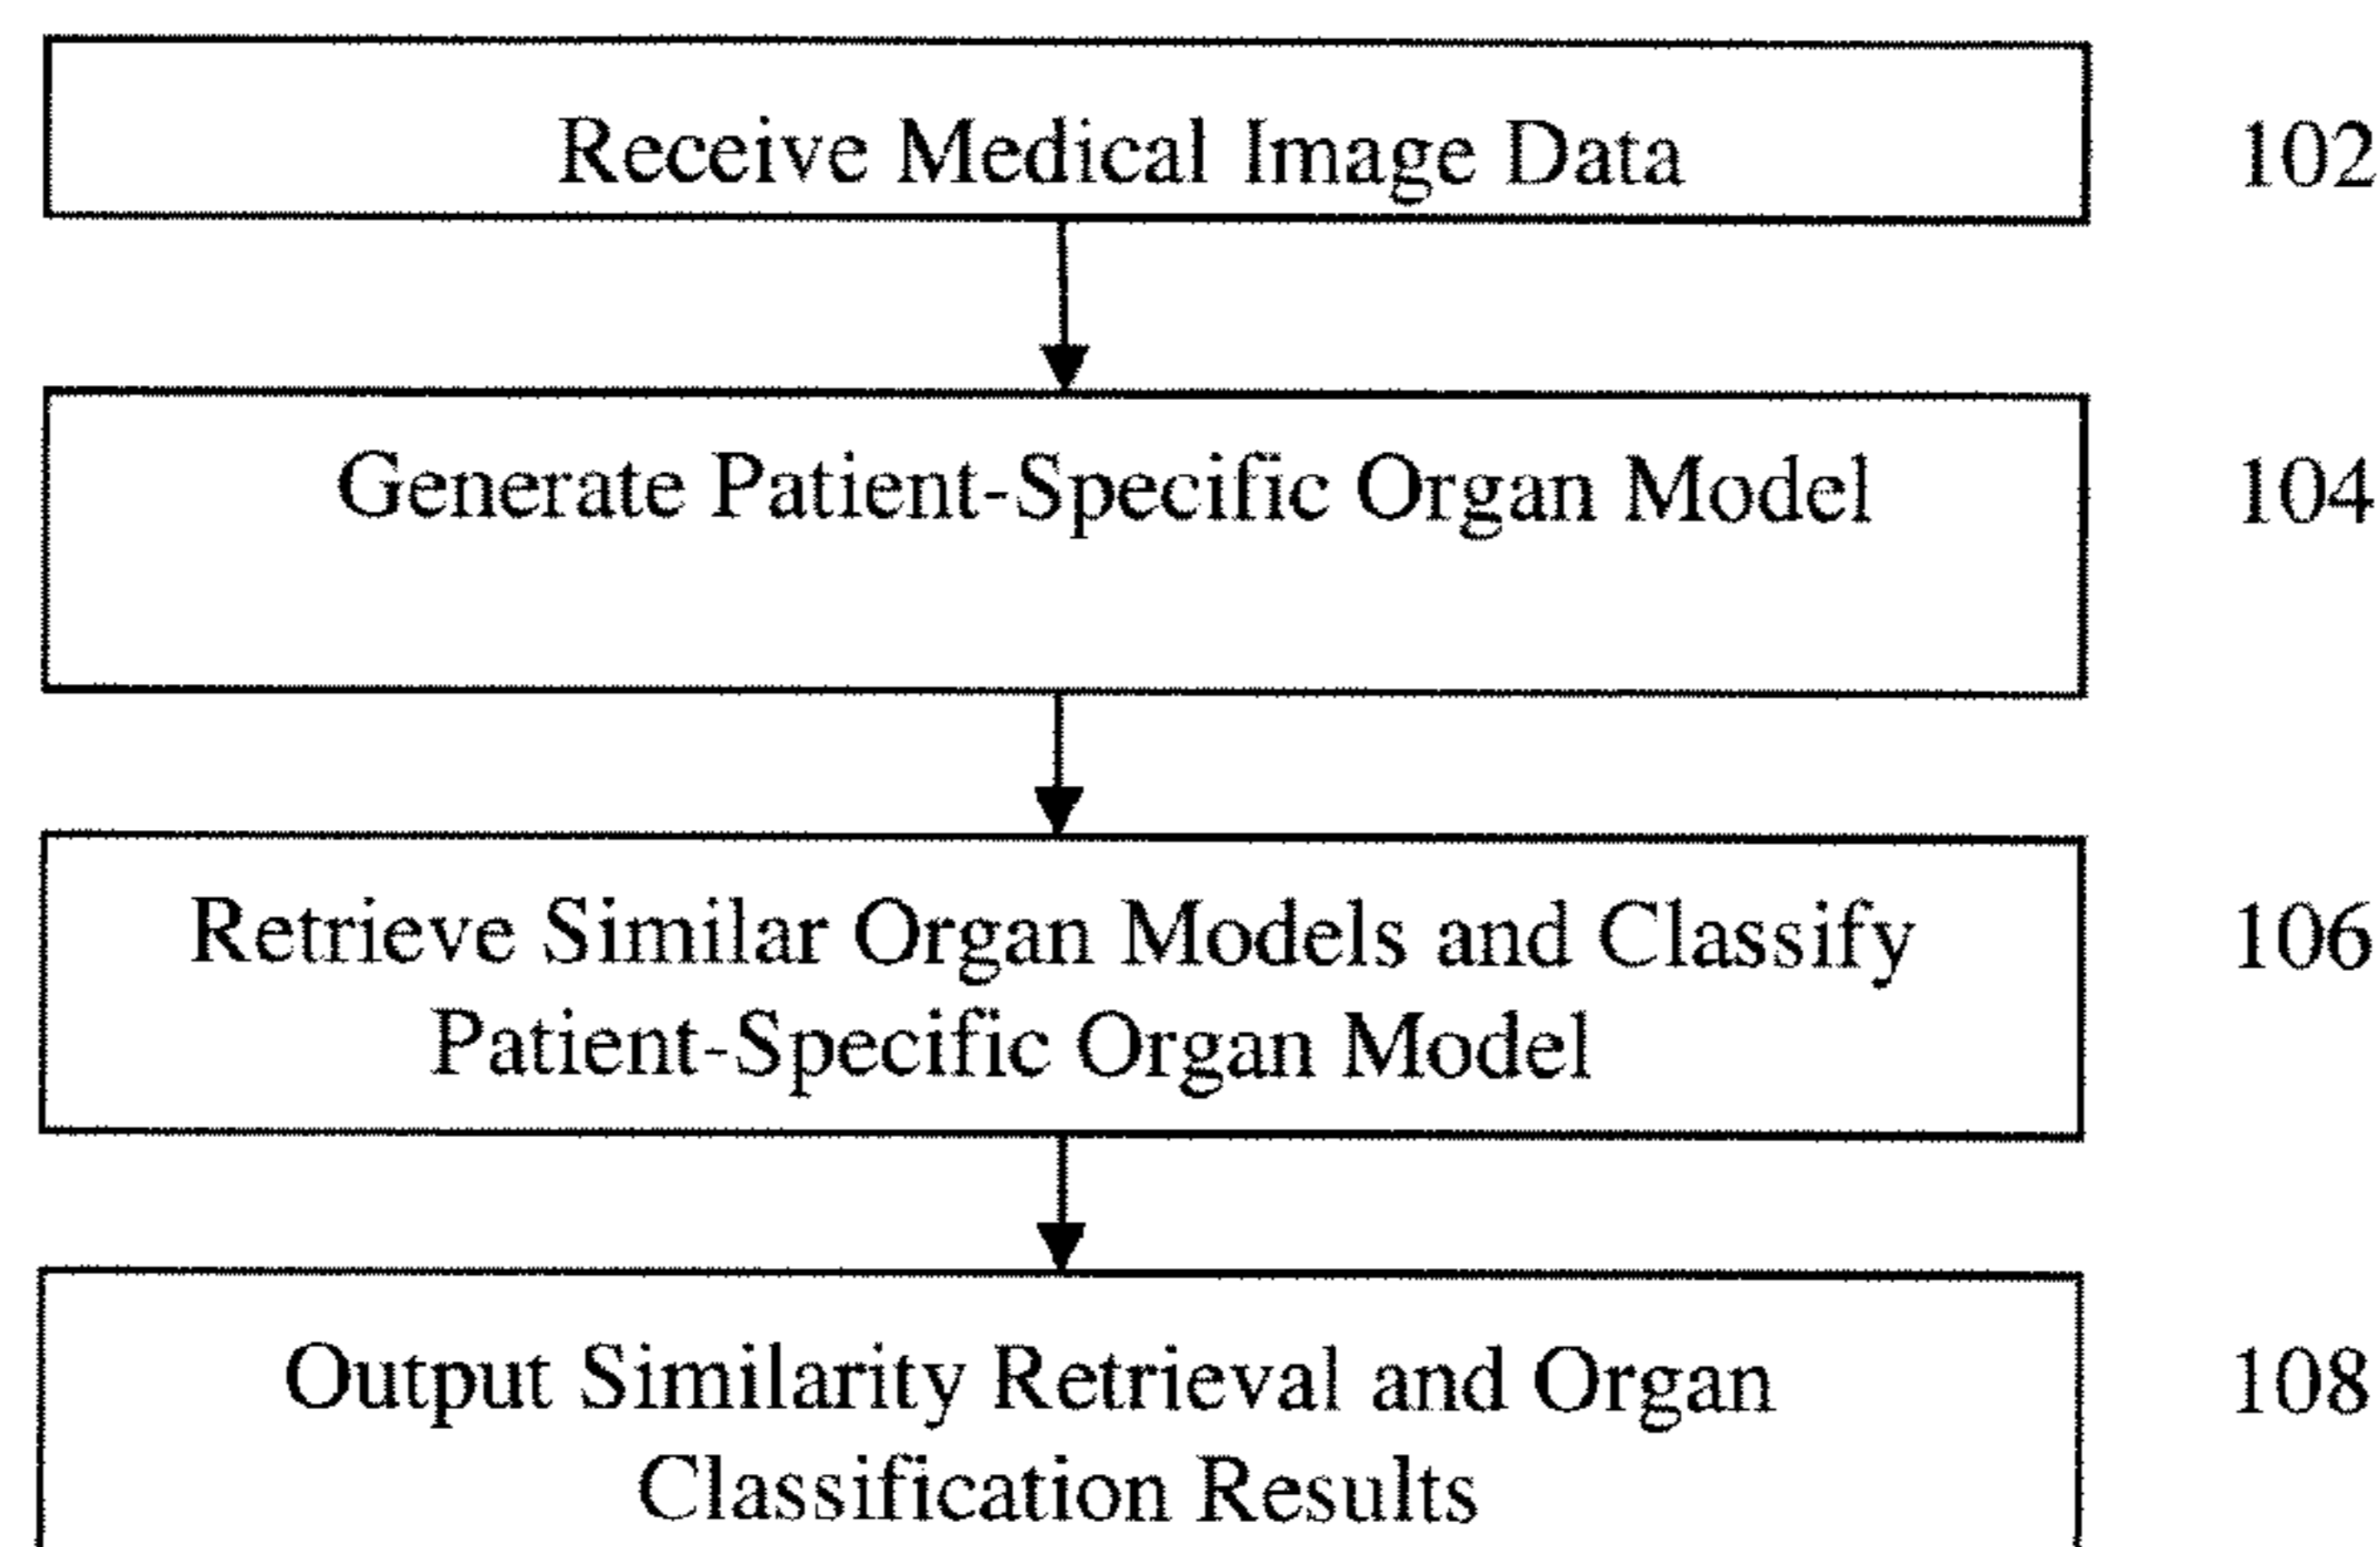 Receive Medical Image Data 102
Generate Patient-Specific Organ Model 104
Retrieve Similar Organ Models and Classify 106
Patient-Specific Organ Model
Output Similarity Retrieval and Organ 108
Classification Results